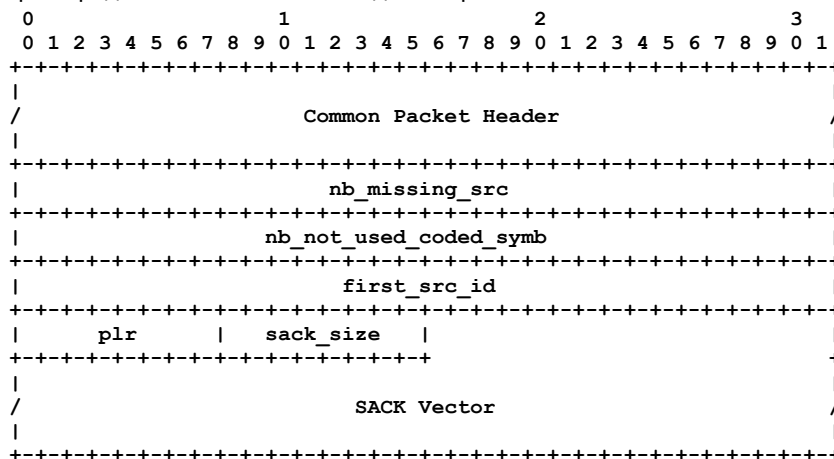 0                   1                   2                   3
 0 1 2 3 4 5 6 7 8 9 0 1 2 3 4 5 6 7 8 9 0 1 2 3 4 5 6 7 8 9 0 1
+-+-+-+-+-+-+-+-+-+-+-+-+-+-+-+-+-+-+-+-+-+-+-+-+-+-+-+-+-+-+-+-+
|                                                               |
/                      Common Packet Header                     /
|                                                               |
+-+-+-+-+-+-+-+-+-+-+-+-+-+-+-+-+-+-+-+-+-+-+-+-+-+-+-+-+-+-+-+-+
|                        nb_missing_src                         |
+-+-+-+-+-+-+-+-+-+-+-+-+-+-+-+-+-+-+-+-+-+-+-+-+-+-+-+-+-+-+-+-+
|                   nb_not_used_coded_symb                      |
+-+-+-+-+-+-+-+-+-+-+-+-+-+-+-+-+-+-+-+-+-+-+-+-+-+-+-+-+-+-+-+-+
|                         first_src_id                          |
+-+-+-+-+-+-+-+-+-+-+-+-+-+-+-+-+-+-+-+-+-+-+-+-+-+-+-+-+-+-+-+-+
|      plr      |   sack_size   |
+-+-+-+-+-+-+-+-+-+-+-+-+-+-+-+-+                               +
|                                                               |
/                          SACK Vector                          /
|                                                               |
+-+-+-+-+-+-+-+-+-+-+-+-+-+-+-+-+-+-+-+-+-+-+-+-+-+-+-+-+-+-+-+-+